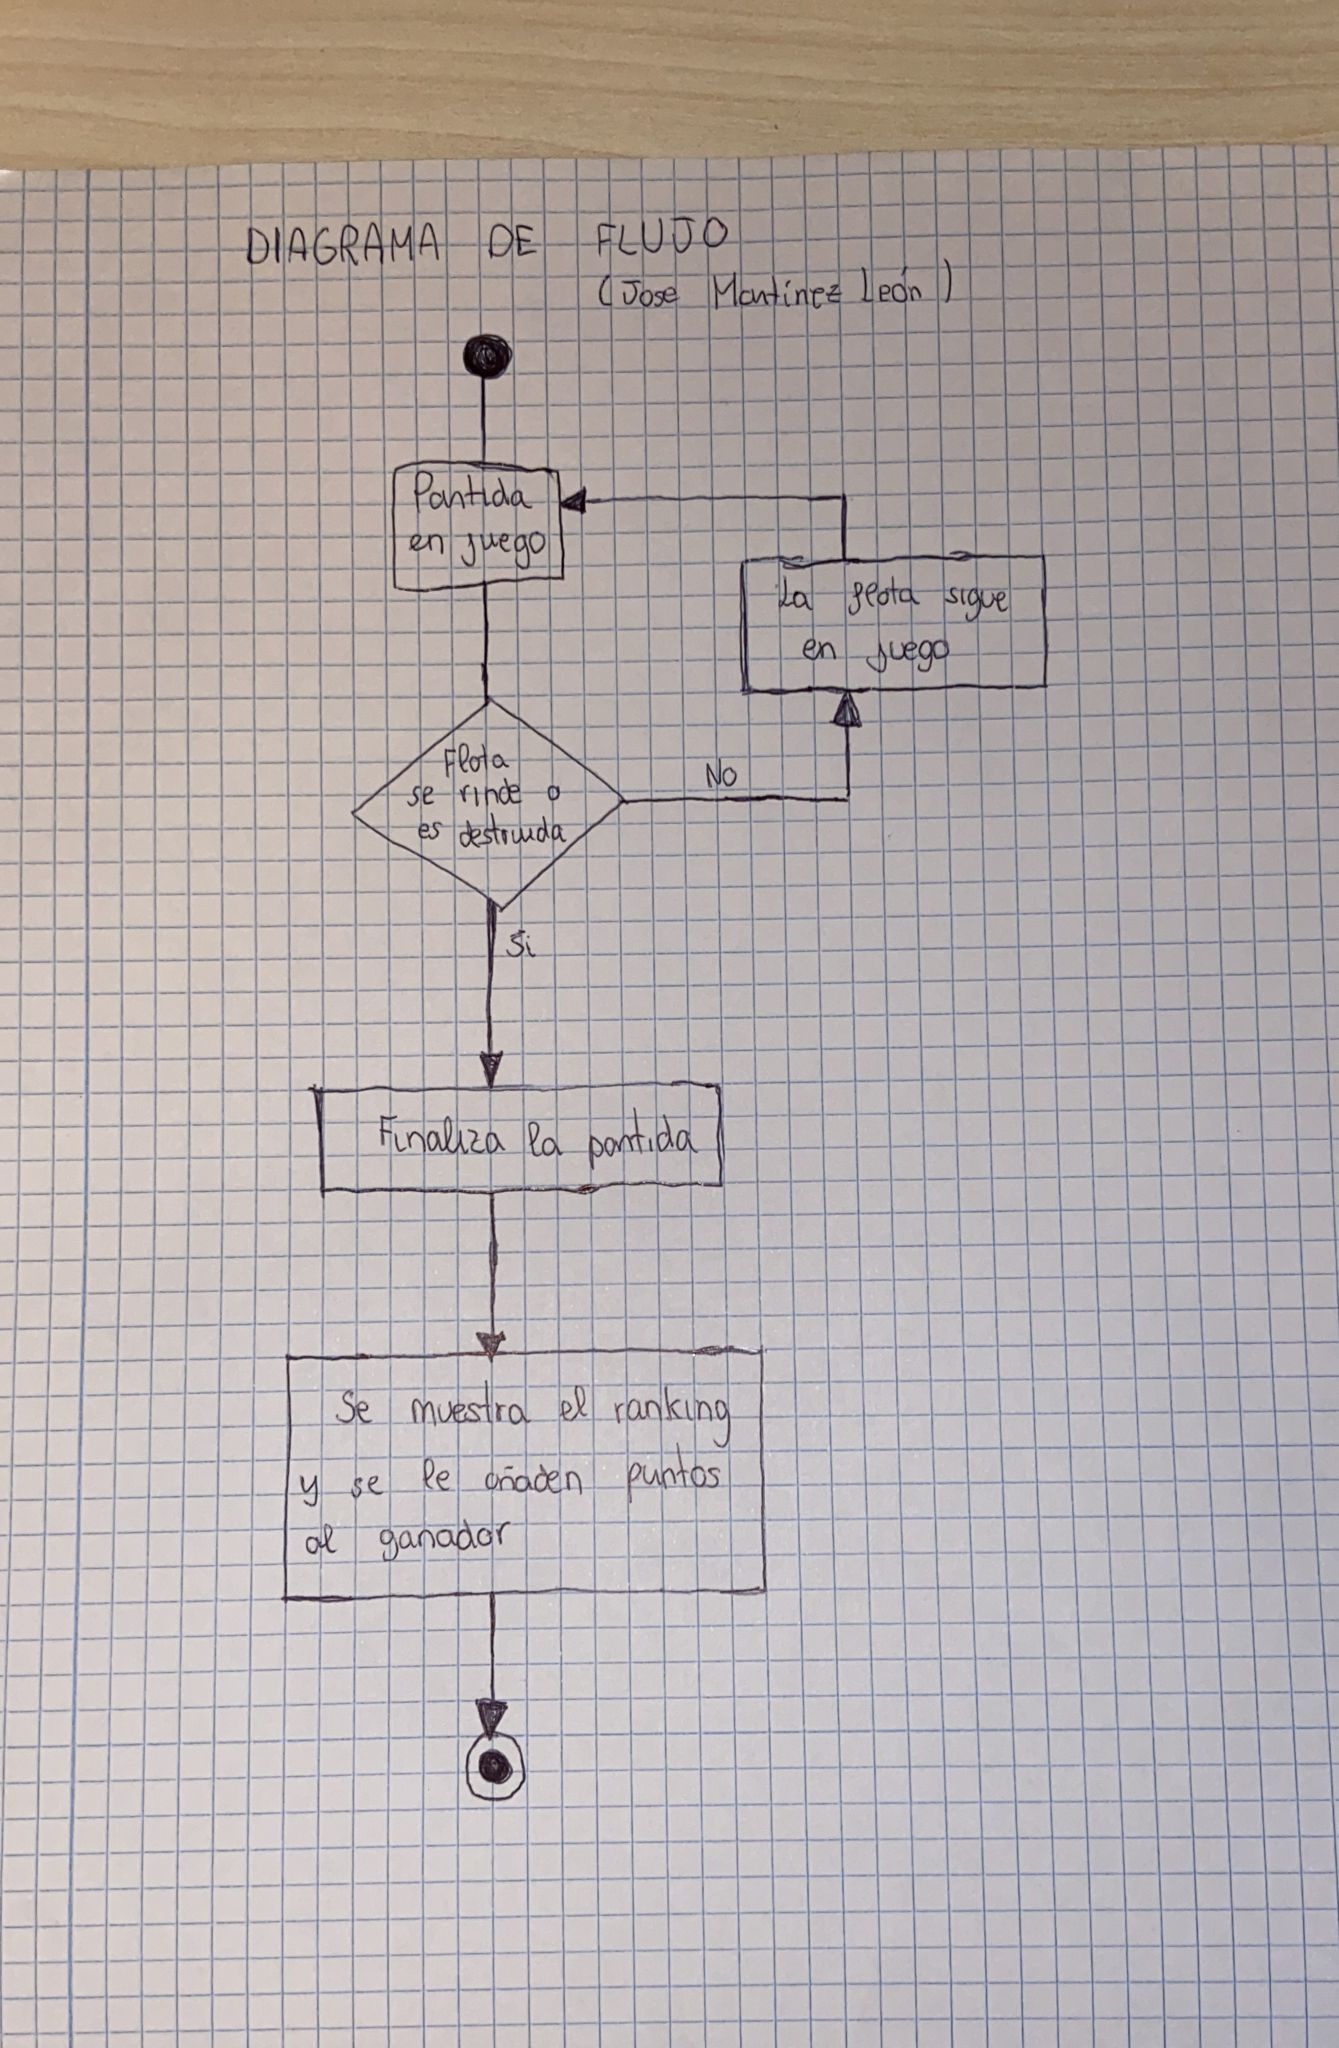 DIAGRAMA DE FLUJO
(Jose Martínez León)
Partida
en juego
La flota sigue
en juego
Flota
se rinde o
es destruida
No
Si
Finaliza la partida
Se muestra el ranking
y se le añaden puntos
al ganador